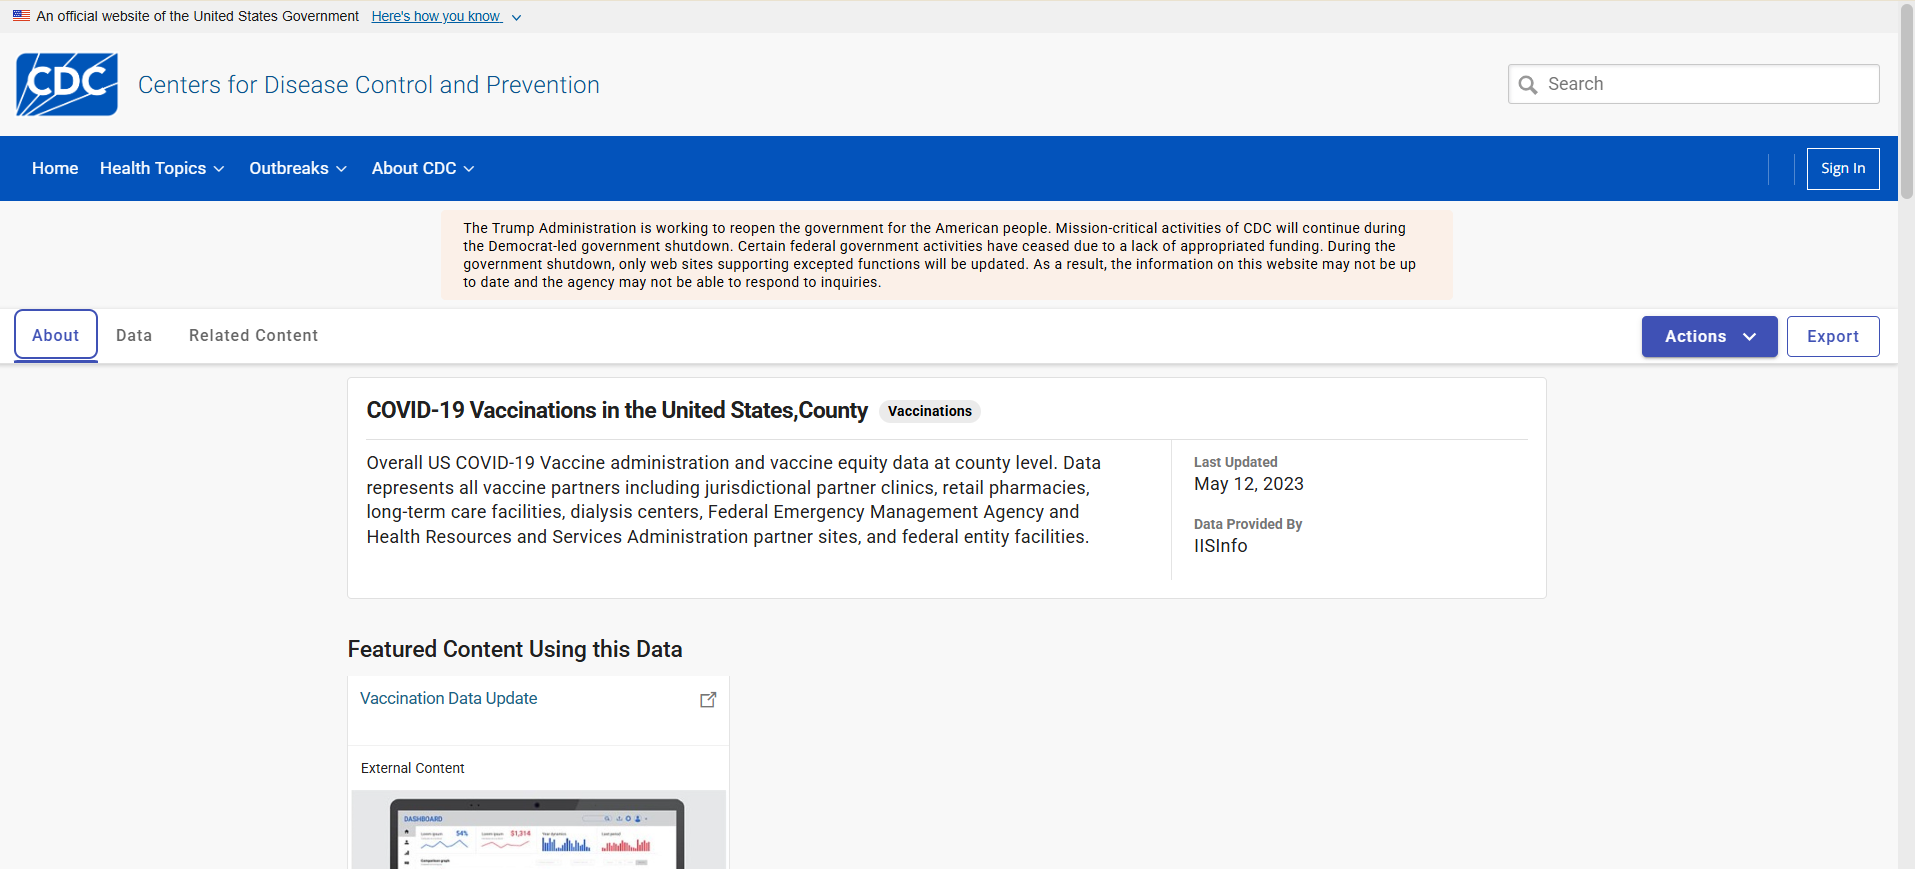 An official website of the United States Government Here's how you know
CDC Centers for Disease Control and Prevention
Search
Home Health Topics Outbreaks About CDC Sign In
The Trump Administration is working to reopen the government for the American people. Mission-critical activities of CDC will continue during
the Democrat-led government shutdown. Certain federal government activities have ceased due to a lack of appropriated funding. During the
government shutdown, only web sites supporting excepted functions will be updated. As a result, the information on this website may not be up
to date and the agency may not be able to respond to inquiries.
About Data Related Content Actions Export
COVID-19 Vaccinations in the United States,County Vaccinations
Overall US COVID-19 Vaccine administration and vaccine equity data at county level. Data
represents all vaccine partners including jurisdictional partner clinics, retail pharmacies,
long-term care facilities, dialysis centers, Federal Emergency Management Agency and
Health Resources and Services Administration partner sites, and federal entity facilities.
Last Updated
May 12, 2023
Data Provided By
IISInfo
Featured Content Using this Data
Vaccination Data Update
External Content
DASHBOARD
54% $1,314